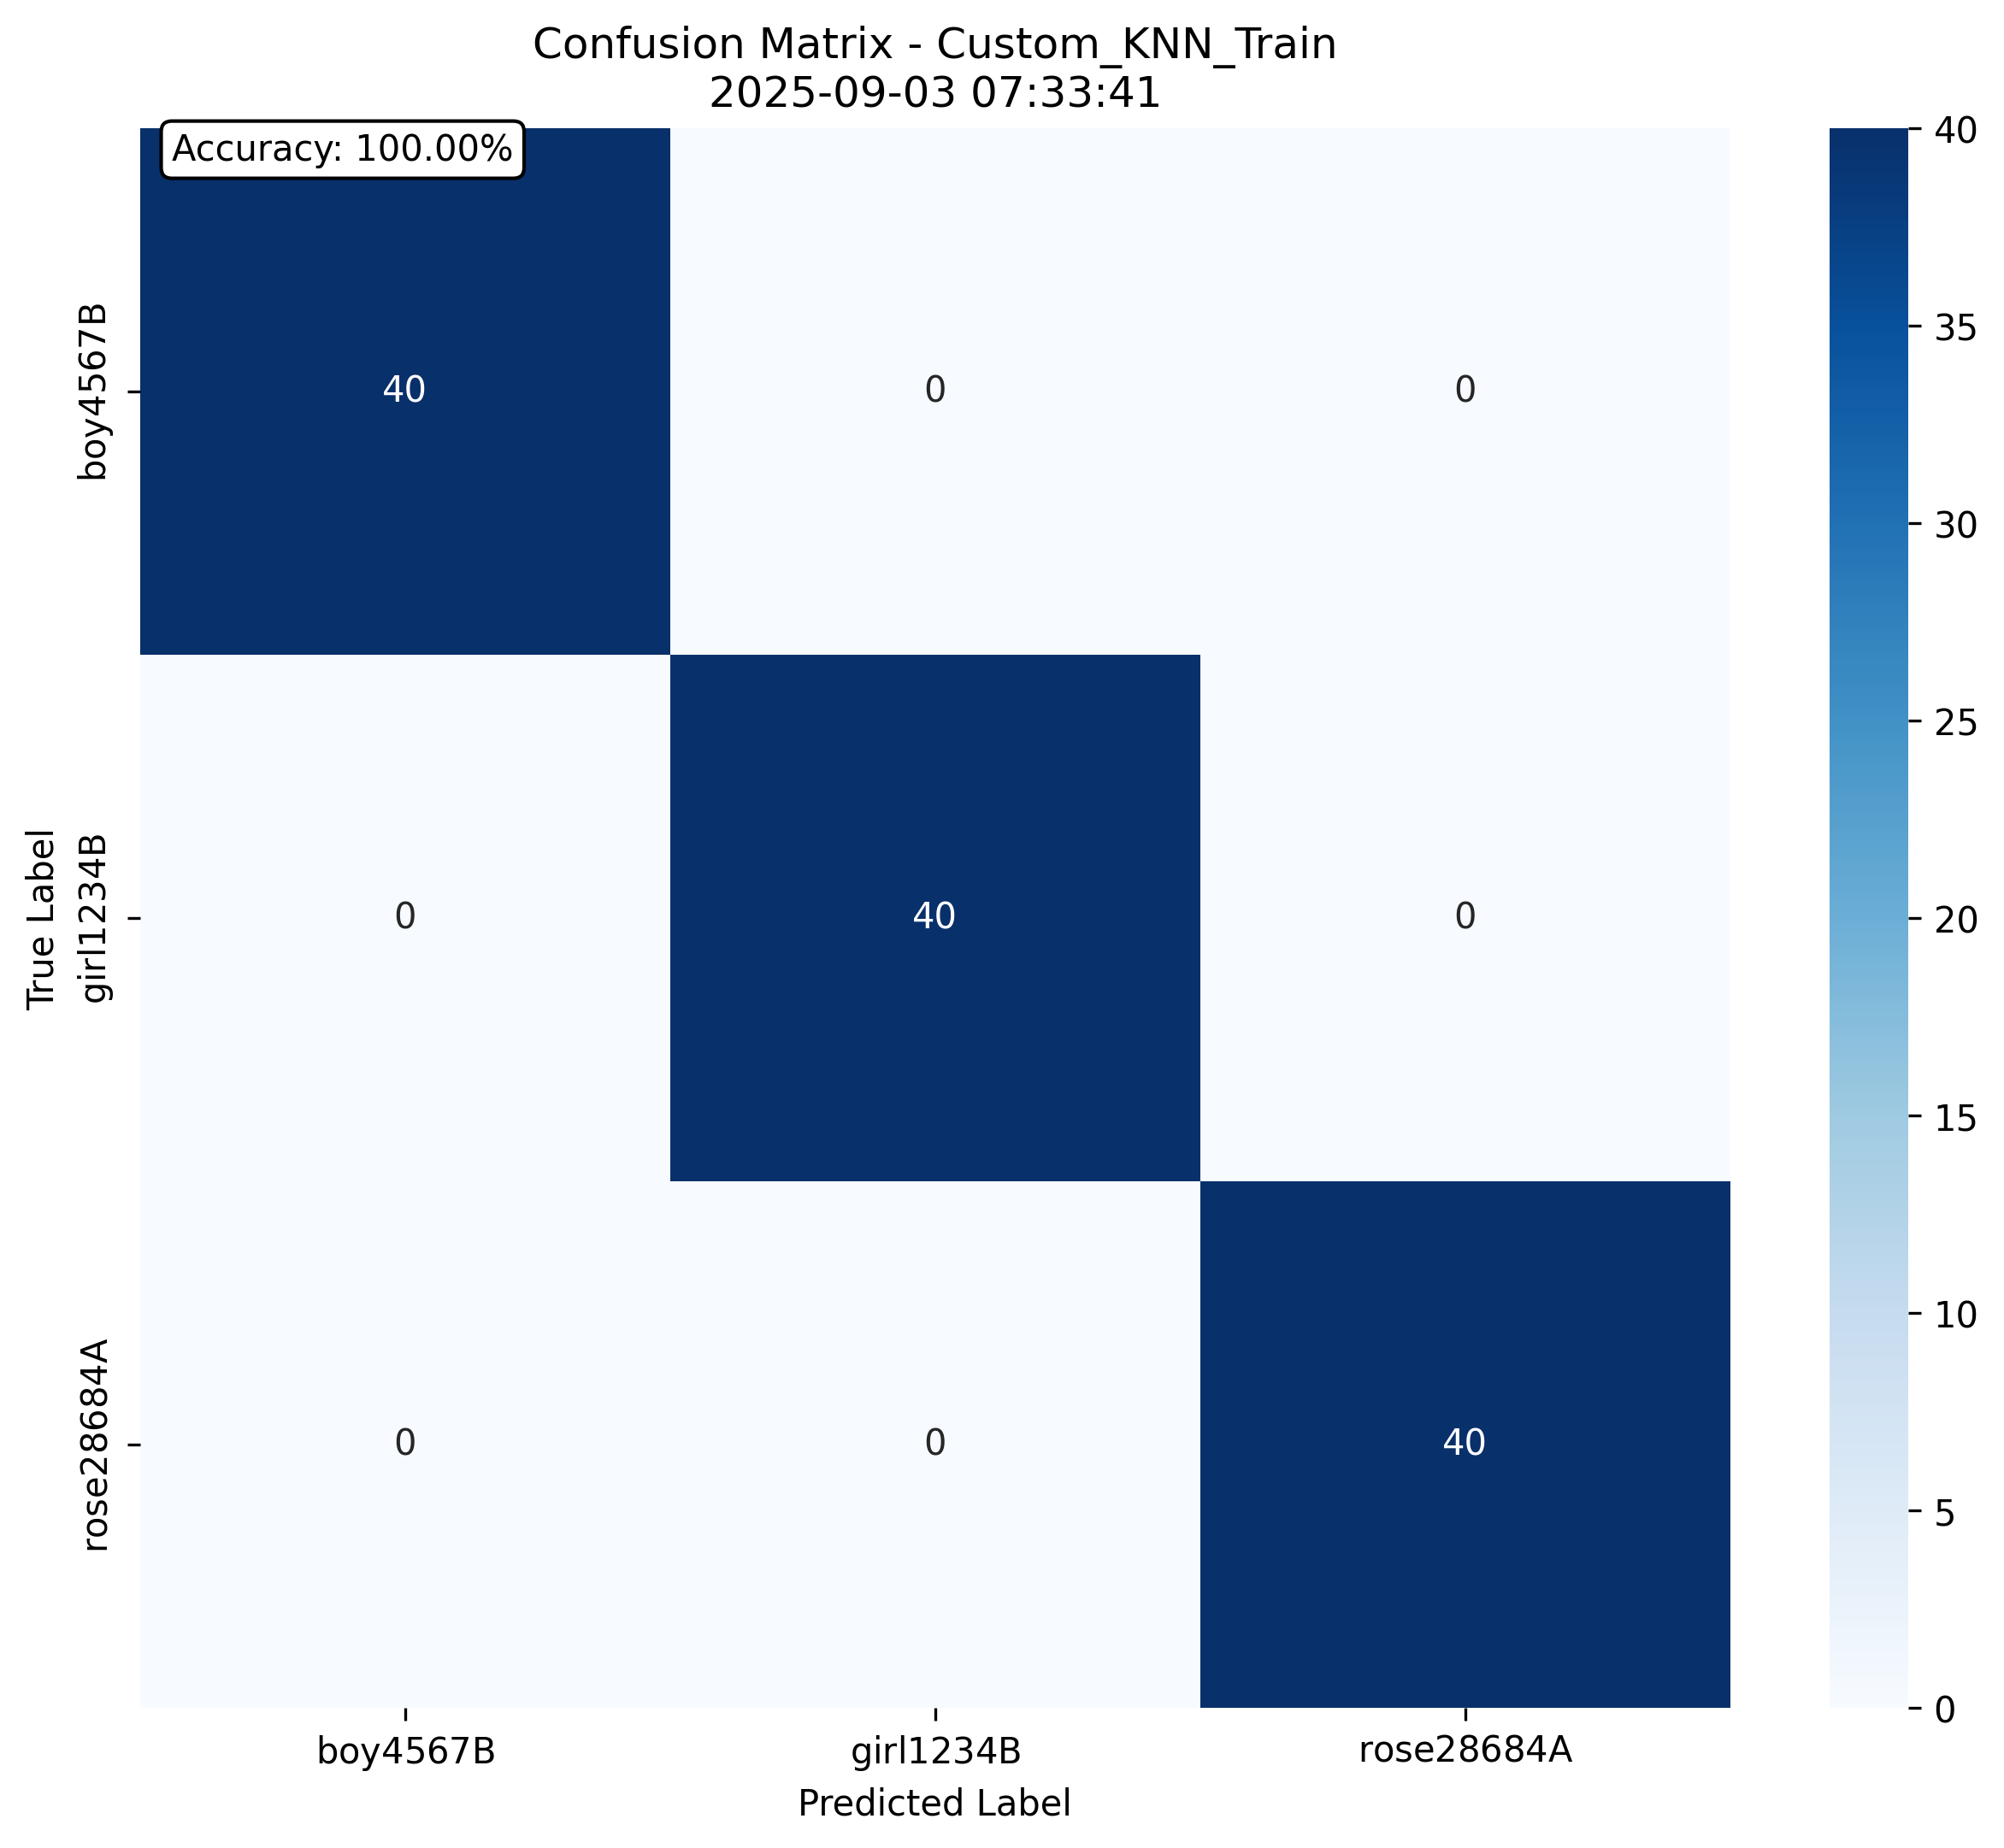 Confusion Matrix - Custom_KNN_Train
2025-09-03 07:33:41
Accuracy: 100.00%
True Label
boy4567B
40
0
0
girl1234B
0
40
0
rose28684A
0
0
40
boy4567B
girl1234B
rose28684A
Predicted Label
40
35
30
25
20
15
10
5
0